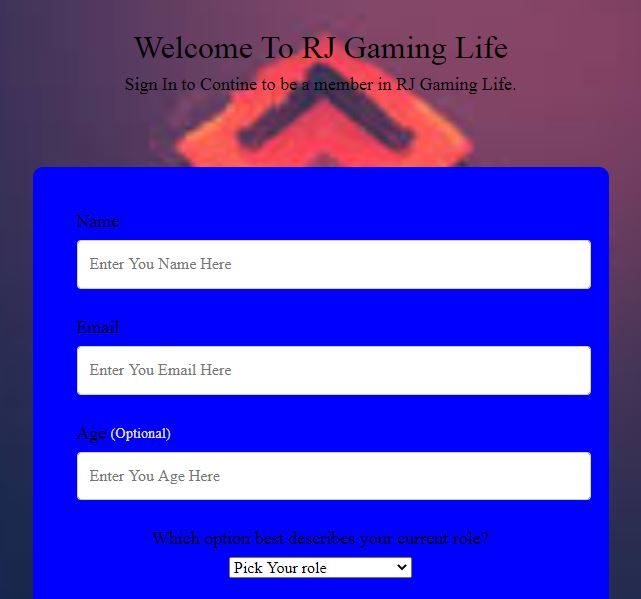 Welcome To RJ Gaming Life
Sign In to Contine to be a member in RJ Gaming Life.
Name
Enter You Name Here
Email
Enter You Email Here
Age (Optional)
Enter You Age Here
Which option best describes your current role?
Pick Your role